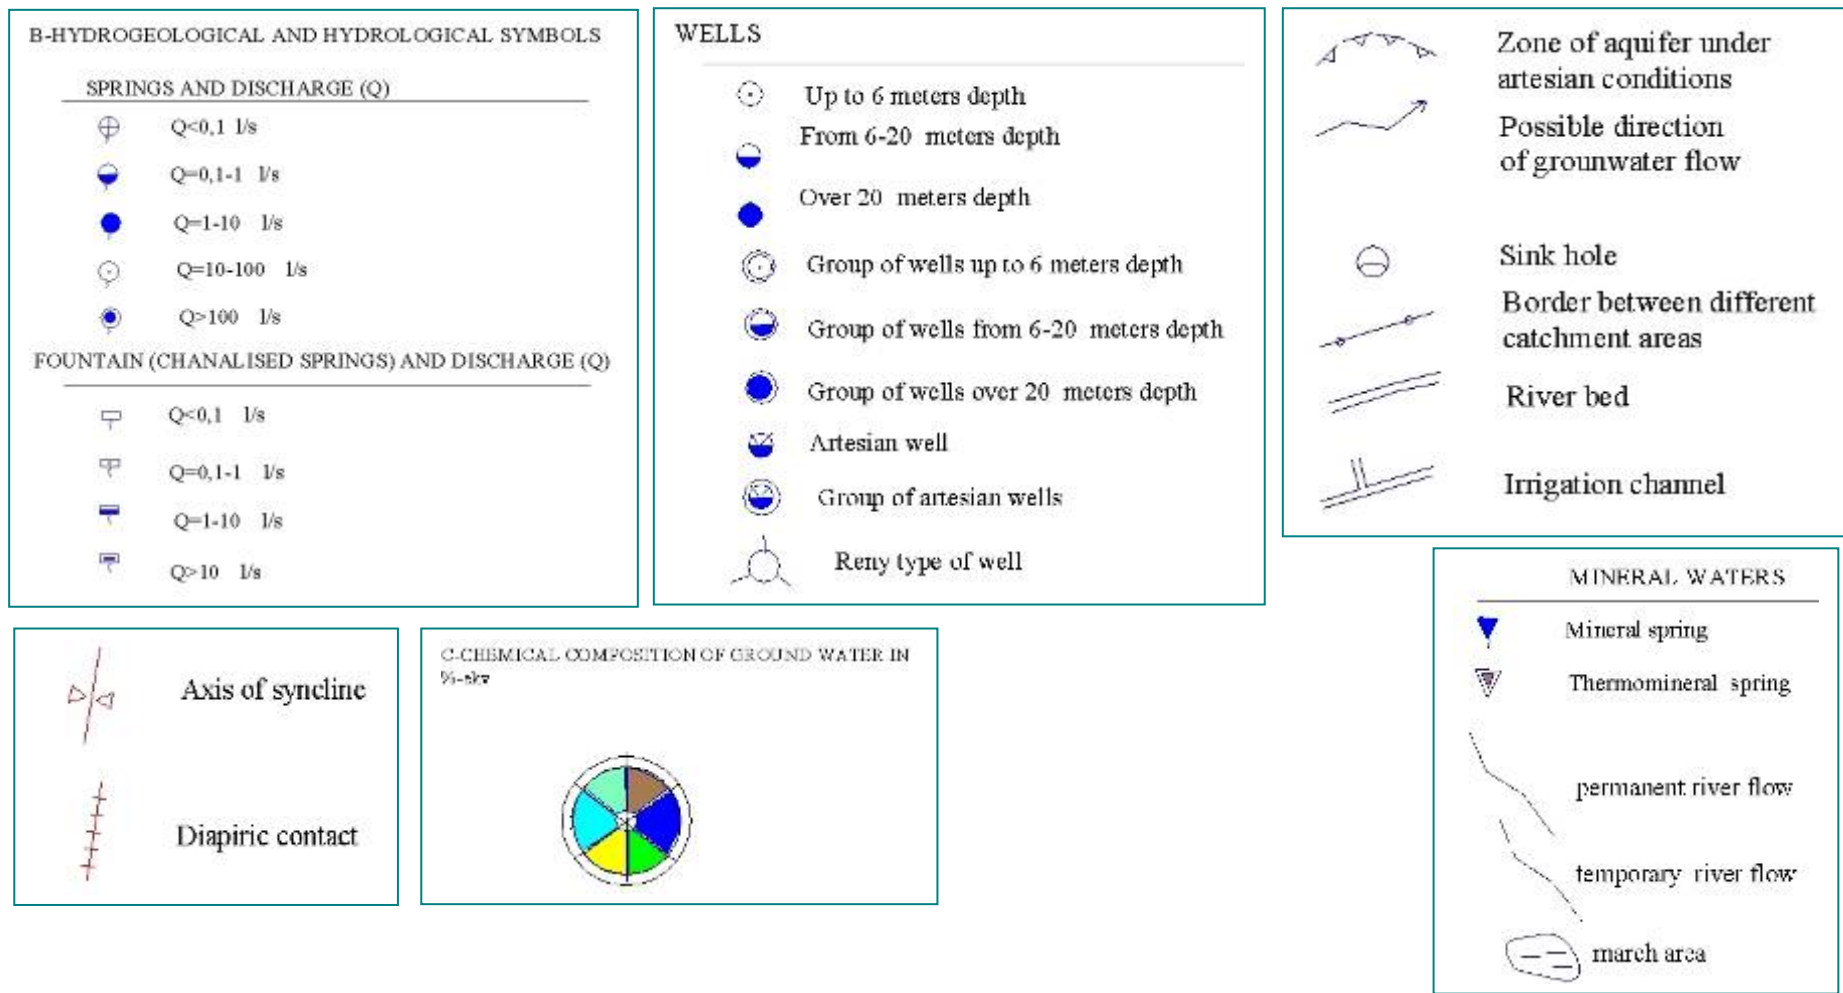 B-HYDROGEOLOGICAL AND HYDROLOGICAL SYMBOLS
SPRINGS AND DISCHARGE (Q)
Q<0,1 l/s
Q=0,1-1 l/s
Q=1-10 l/s
Q=10-100 l/s
Q>100 l/s
FOUNTAIN (CHANALISED SPRINGS) AND DISCHARGE (Q)
Q<0,1 l/s
Q=0,1-1 l/s
Q=1-10 l/s
Q>10 l/s
WELLS
Up to 6 meters depth
From 6-20 meters depth
Over 20 meters depth
Group of wells up to 6 meters depth
Group of wells from 6-20 meters depth
Group of wells over 20 meters depth
Artesian well
Group of artesian wells
Reny type of well
Zone of aquifer under
artesian conditions
Possible direction
of grounwater flow
Sink hole
Border between different
catchment areas
River bed
Irrigation channel
MINERAL WATERS
Mineral spring
Thermomineral spring
permanent river flow
temporary river flow
march area
Axis of syncline
Diapiric contact
C-CHEMICAL COMPOSITION OF GROUND WATER IN
%-ekv